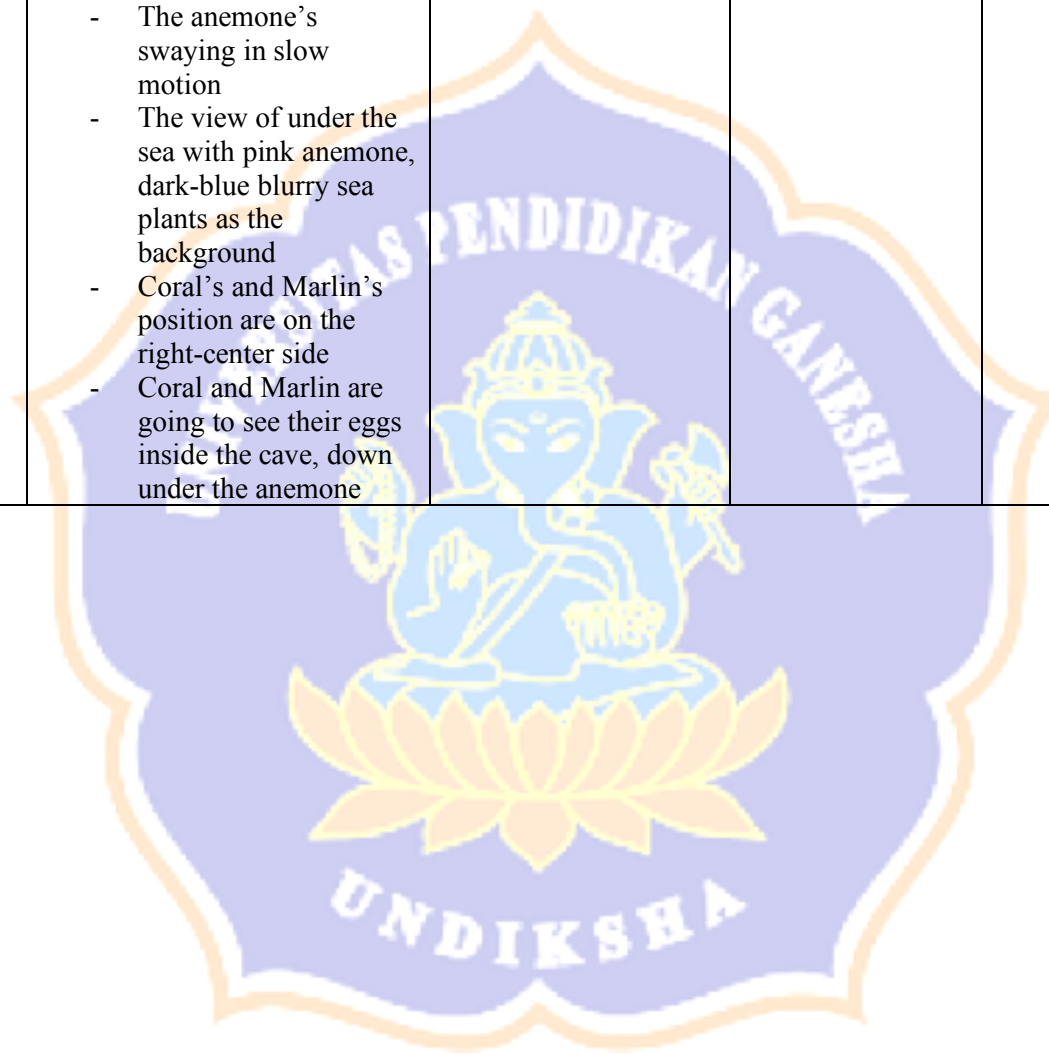 - The anemone’s
swaying in slow
motion
- The view of under the
sea with pink anemone,
dark-blue blurry sea
plants as the
background
- Coral’s and Marlin’s
position are on the
right-center side
- Coral and Marlin are
going to see their eggs
inside the cave, down
under the anemone
UNIVERSITAS PENDIDIKAN GANESHA
UNDIKSHA